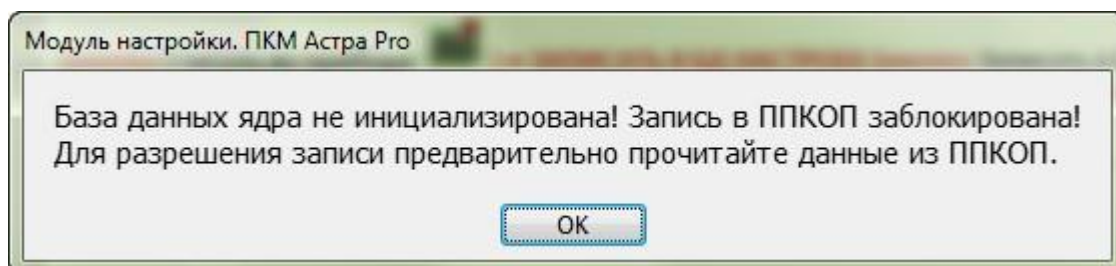 Модуль настройки. ПКМ Астра Pro
База данных ядра не инициализирована! Запись в ППКОП заблокирована!
Для разрешения записи предварительно прочитайте данные из ППКОП.
OK